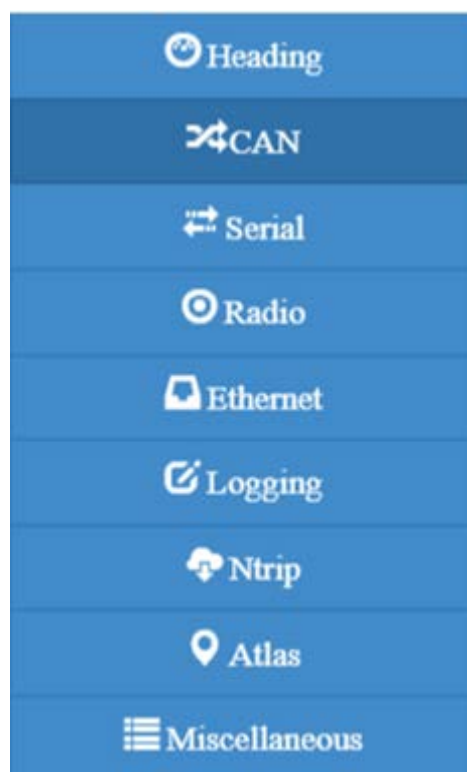 Heading
CAN
Serial
Radio
Ethernet
Logging
Ntrip
Atlas
Miscellaneous